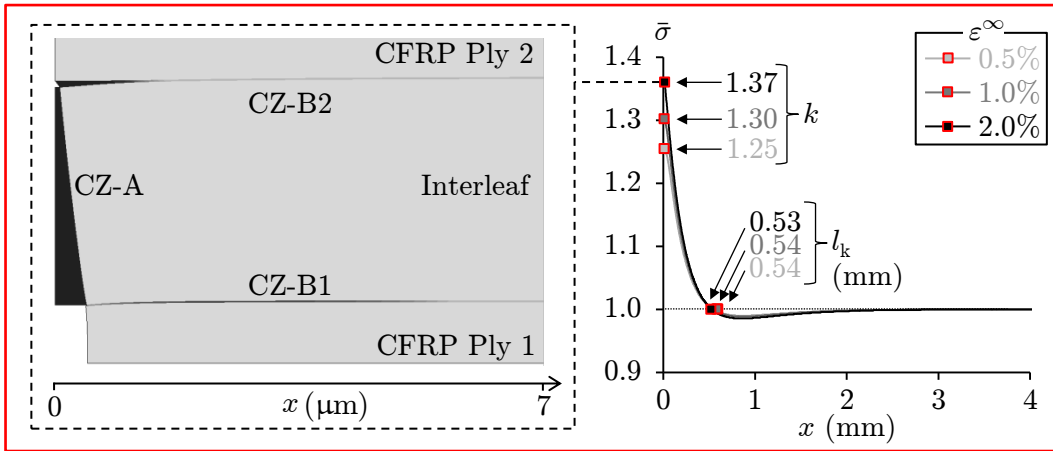 CFRP Ply 2
CZ-B2
CZ-A
Interleaf
CZ-B1
CFRP Ply 1
0
x (μm)
7
σ̄
1.4
1.3
1.2
1.1
1.0
0.9
1.37
1.30
1.25
k
0.53
0.54
0.54
lk
(mm)
ε∞
0.5%
1.0%
2.0%
0 1 2 3 4
x (mm)